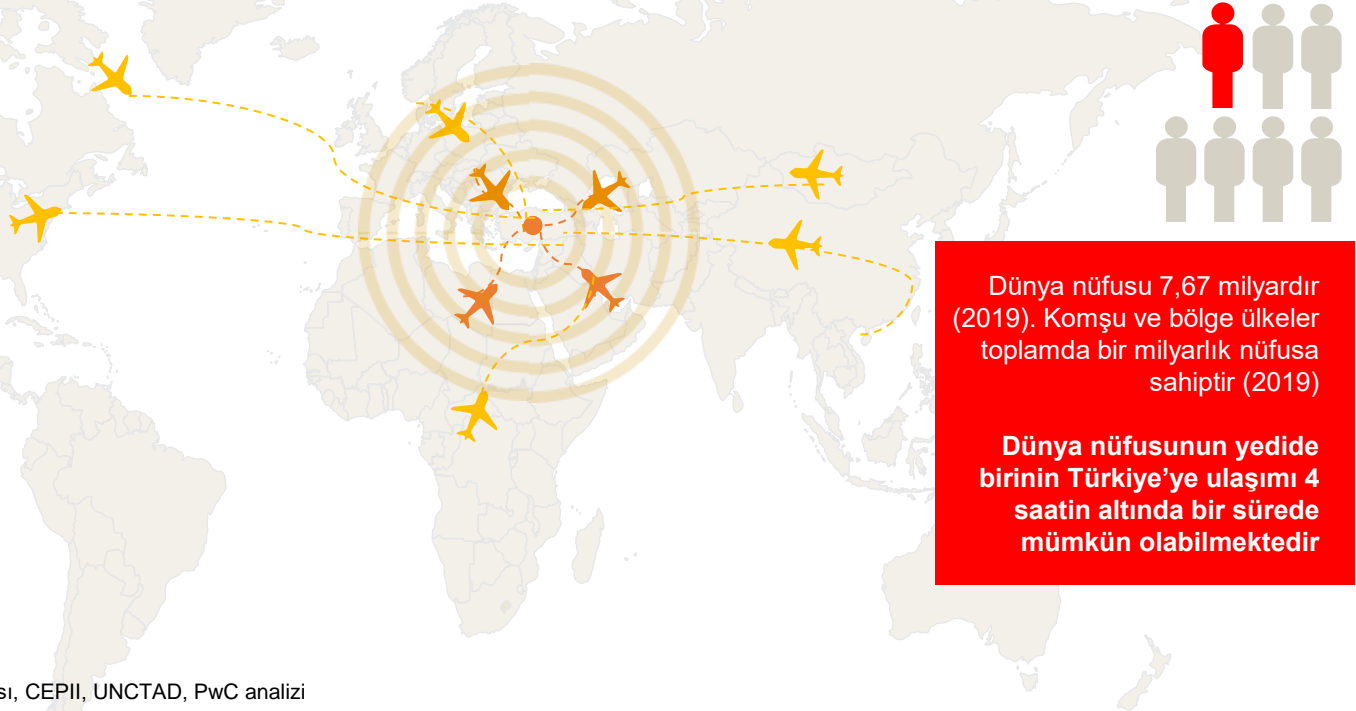 Dünya nüfusu 7,67 milyardır
(2019). Komşu ve bölge ülkeler
toplamda bir milyarlık nüfusa
sahiptir (2019)
Dünya nüfusunun yedide
birinin Türkiye’ye ulaşımı 4
saatin altında bir sürede
mümkün olabilmektedir
CEPII, UNCTAD, PwC analizi